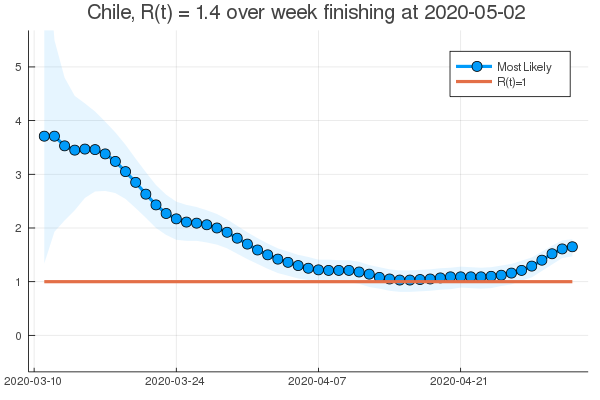 Chile, R(t) = 1.4 over week finishing at 2020-05-02
5
Most Likely
R(t)=1
4
3
2
1
0
2020-03-10 2020-03-24 2020-04-07 2020-04-21